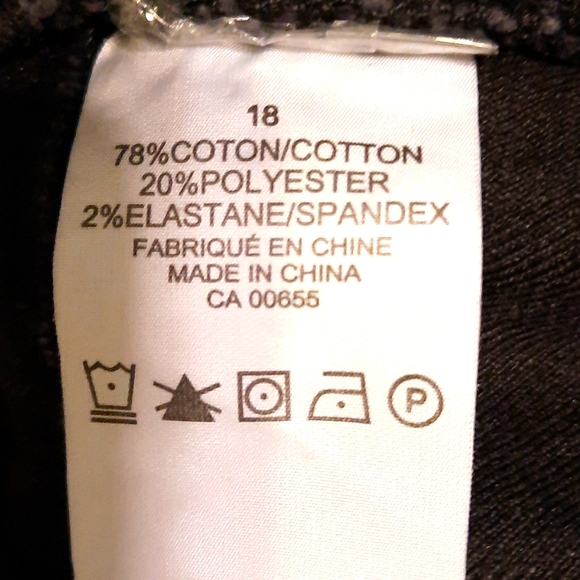 18
78%COTON/COTTON
20%POLYESTER
2%ELASTANE/SPANDEX
FABRIQUÉ EN CHINE
MADE IN CHINA
CA 00655
P